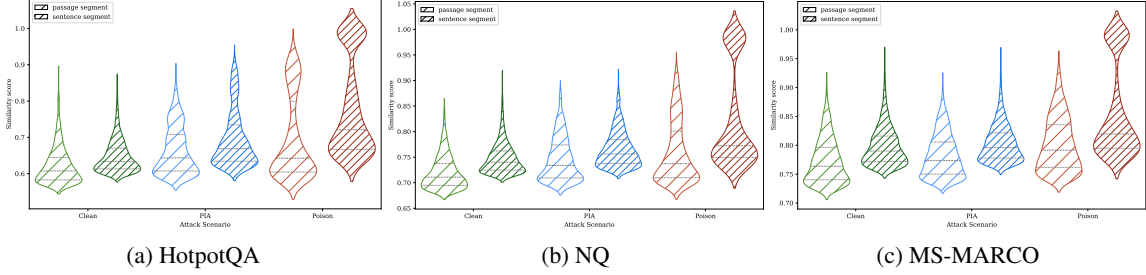 passage segment
sentence segment
1.0
0.9
0.8
0.7
0.6
Similarity score
Clean
PIA
Poison
Attack Scenario
(a) HotpotQA
passage segment
sentence segment
1.05
1.00
0.95
0.90
0.85
0.80
0.75
0.70
0.65
Similarity score
Clean
PIA
Poison
Attack Scenario
(b) NQ
passage segment
sentence segment
1.00
0.95
0.90
0.85
0.80
0.75
0.70
Similarity score
Clean
PIA
Poison
Attack Scenario
(c) MS-MARCO